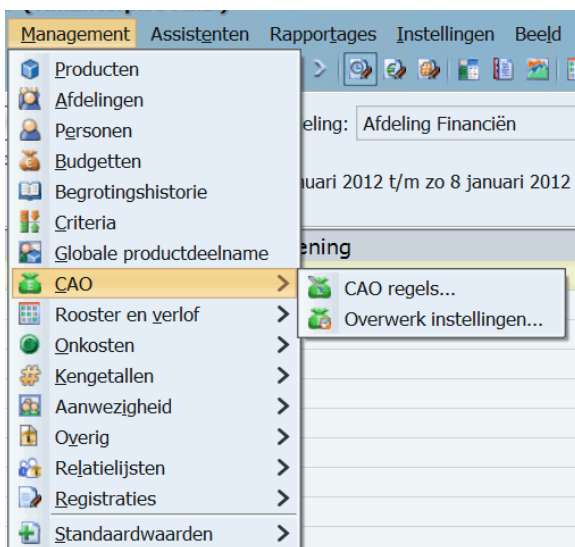 Management Assistenten Rapportages Instellingen Beeld
Producten
Afdelingen
eling: Afdeling Financiën
Personen
Budgetten
nuari 2012 t/m zo 8 januari 2012
Begrotingshistorie
Criteria
Globale productdeelname
ening
CAO
CAO regels...
Rooster en verlof
Overwerk instellingen...
Onkosten
Kengetallen
Aanwezigheid
Overig
Relatielijsten
Registraties
Standaardwaarden